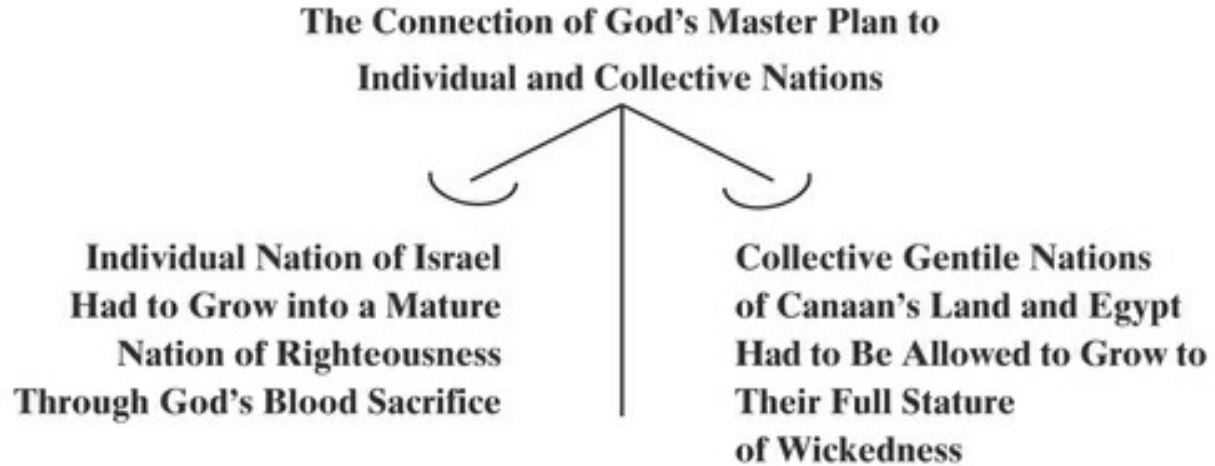 The Connection of God's Master Plan to
Individual and Collective Nations
Individual Nation of Israel
Had to Grow into a Mature
Nation of Righteousness
Through God's Blood Sacrifice
Collective Gentile Nations
of Canaan's Land and Egypt
Had to Be Allowed to Grow to
Their Full Stature
of Wickedness